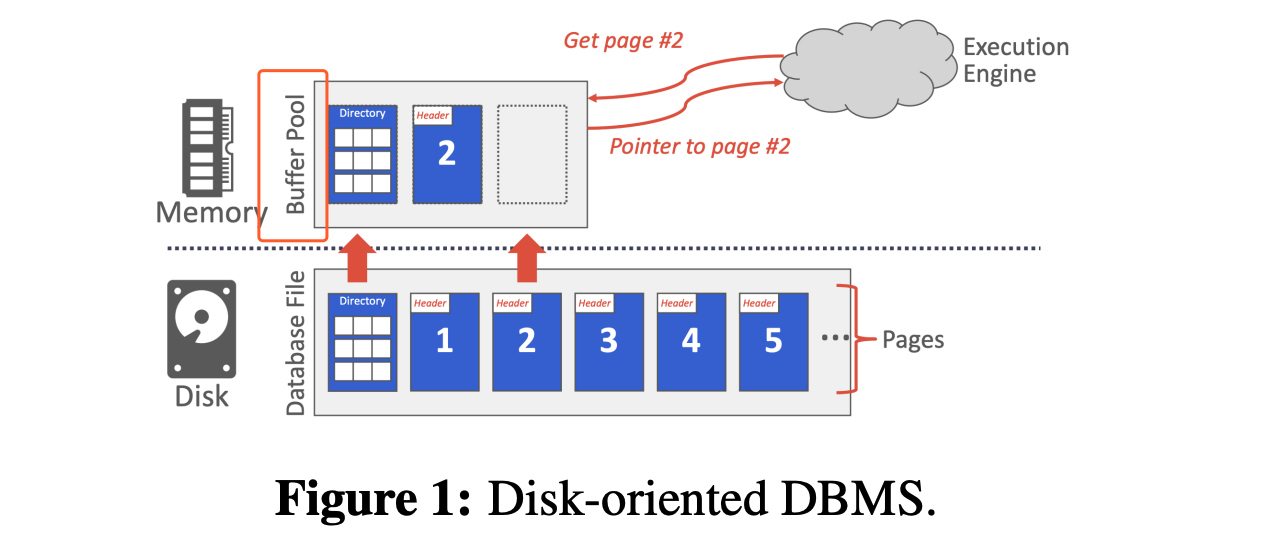 Get page #2
Execution
Engine
Pointer to page #2
Memory
Buffer Pool
Directory
Header
2
Disk
Database File
Directory
Header
1
Header
2
Header
3
Header
4
Header
5
...
Pages
Figure 1: Disk-oriented DBMS.